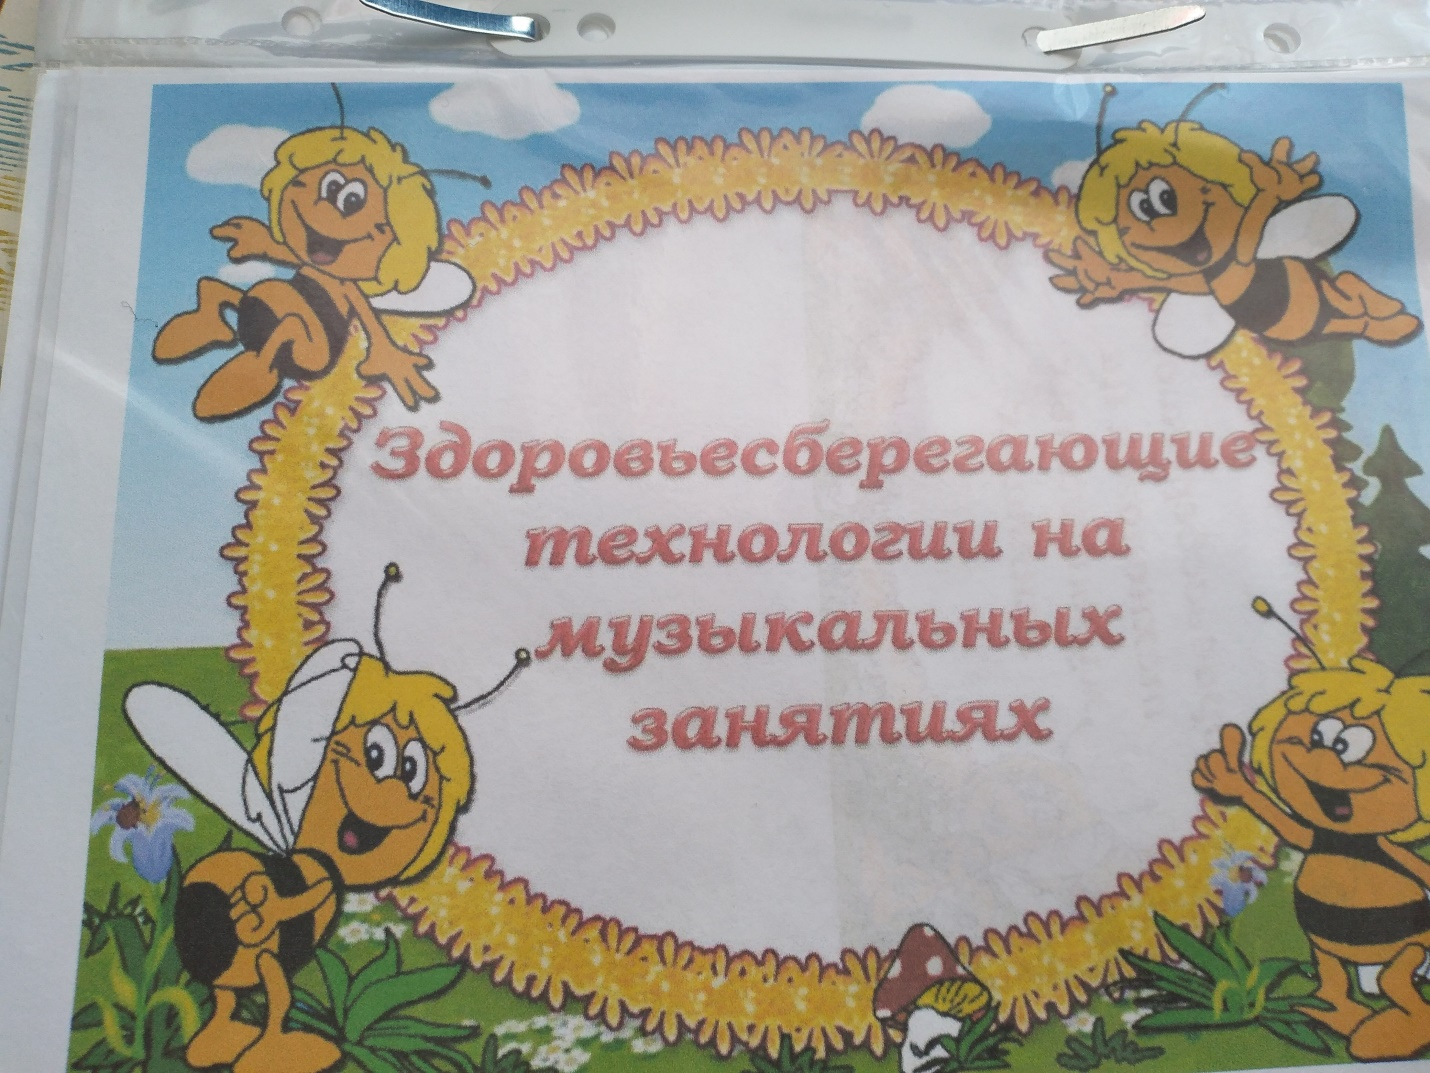 Здоровьесберегающие
технологии на
музыкальных
занятиях